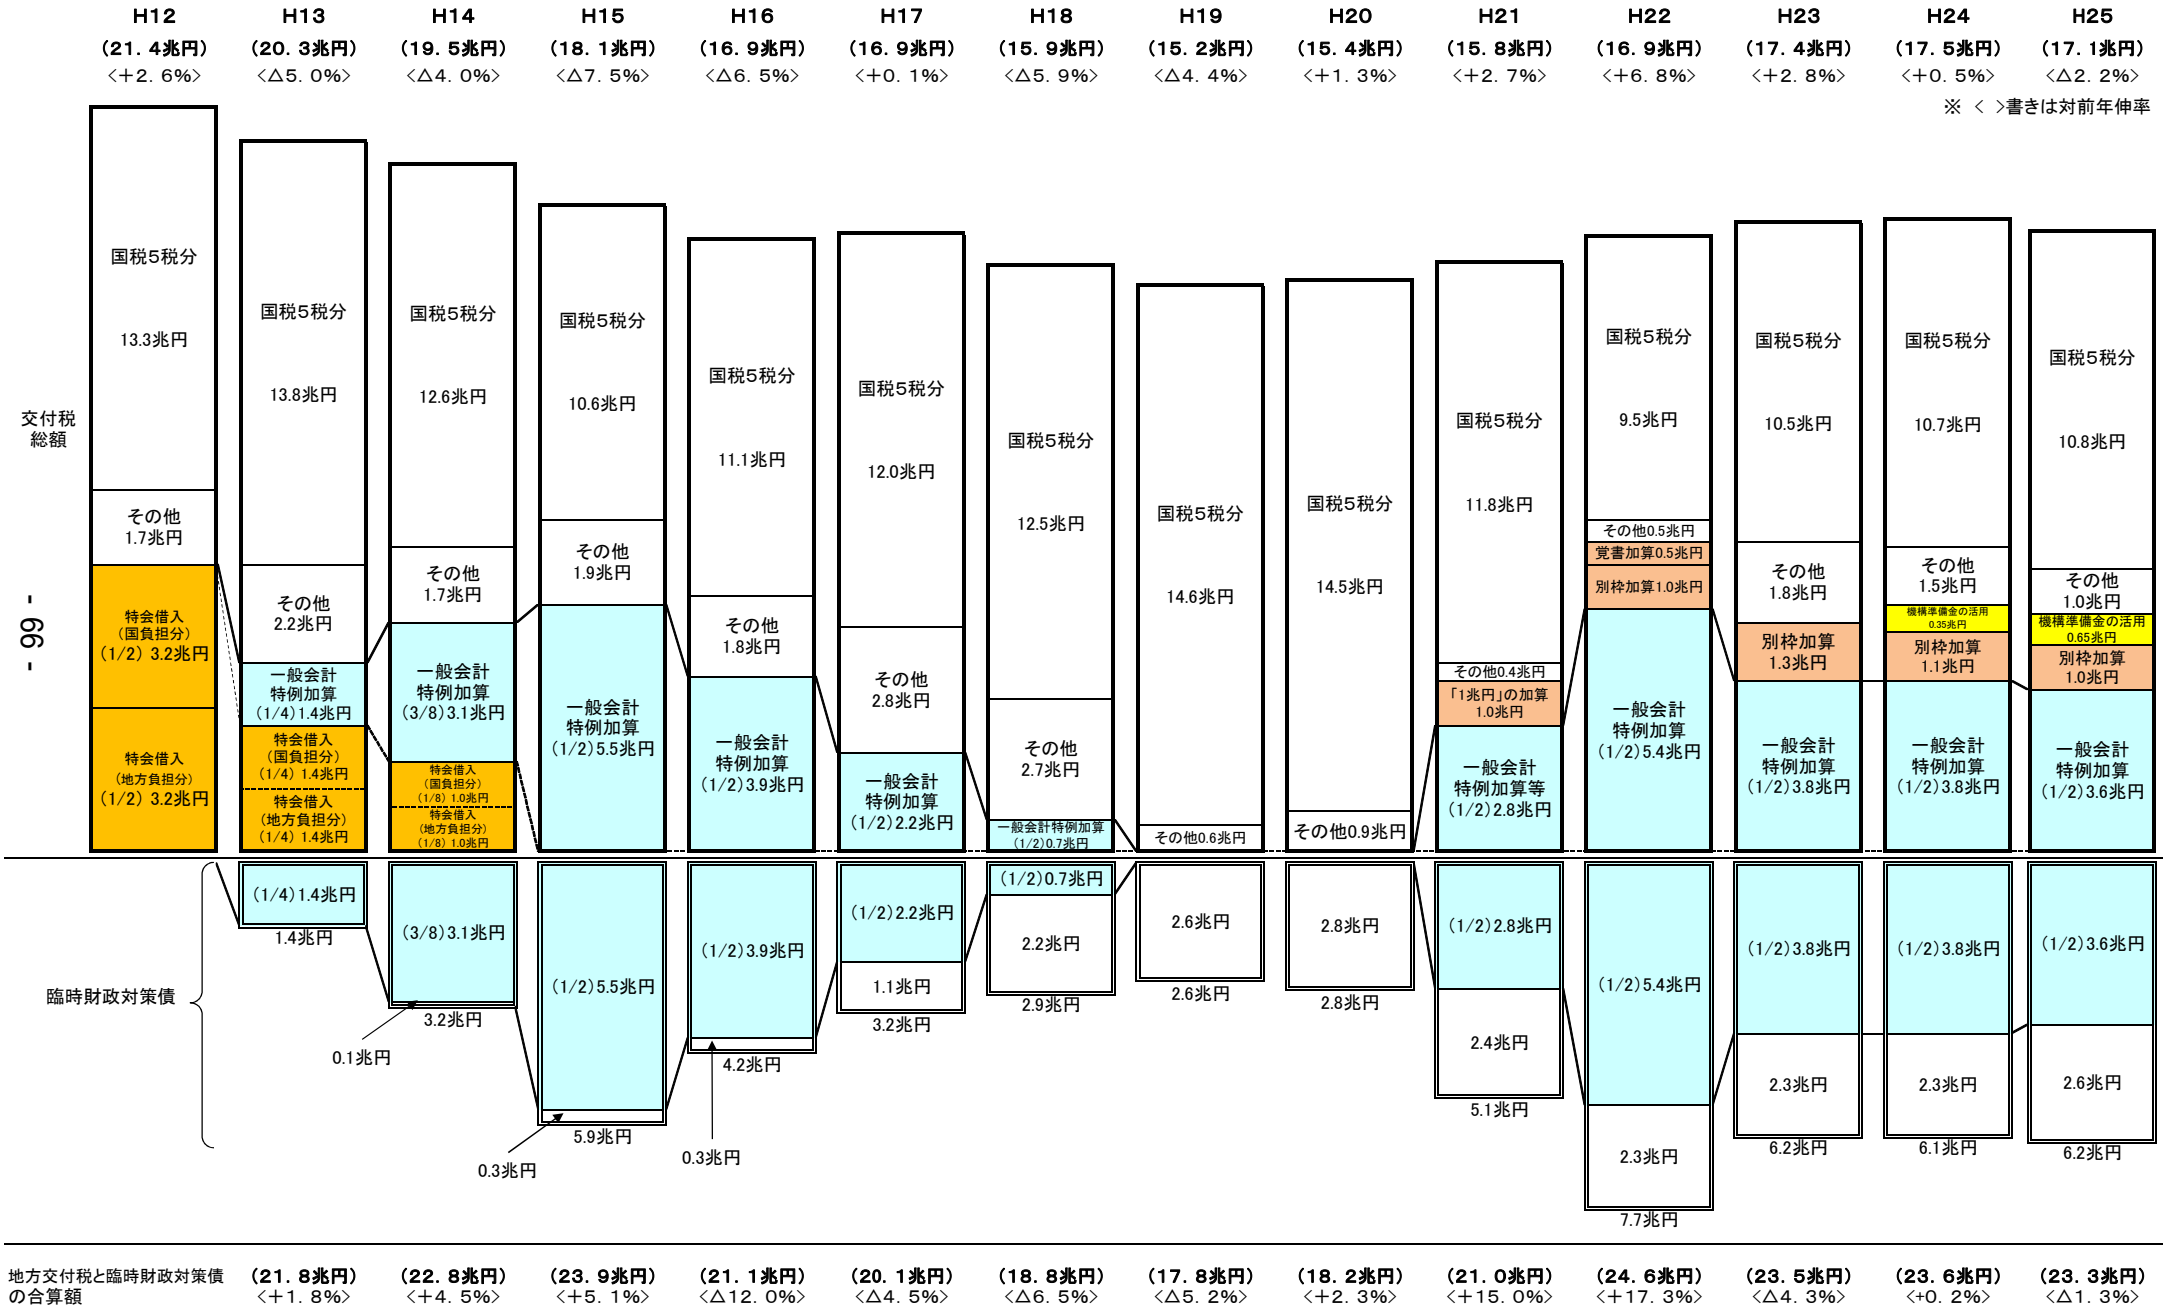 H12 H13 H14 H15 H16 H17 H18 H19 H20 H21 H22 H23 H24 H25
(21.4兆円) (20.3兆円) (19.5兆円) (18.1兆円) (16.9兆円) (16.9兆円) (15.9兆円) (15.2兆円) (15.4兆円) (15.8兆円) (16.9兆円) (17.4兆円) (17.5兆円) (17.1兆円)
<+2.6%> <△5.0%> <△4.0%> <△7.5%> <△6.5%> <+0.1%> <△5.9%> <△4.4%> <+1.3%> <+2.7%> <+6.8%> <+2.8%> <+0.5%> <△2.2%>
※ < >書きは対前年伸率
交付税
総額
- 99 -
国税5税分
13.3兆円
その他
1.7兆円
特会借入
(国負担分)
(1/2) 3.2兆円
特会借入
(地方負担分)
(1/2) 3.2兆円
国税5税分
13.8兆円
その他
2.2兆円
一般会計
特例加算
(1/4)1.4兆円
特会借入
(国負担分)
(1/4) 1.4兆円
特会借入
(地方負担分)
(1/4) 1.4兆円
国税5税分
12.6兆円
その他
1.7兆円
一般会計
特例加算
(3/8)3.1兆円
特会借入
(国負担分)
(1/8) 1.0兆円
特会借入
(地方負担分)
(1/8) 1.0兆円
国税5税分
10.6兆円
その他
1.9兆円
一般会計
特例加算
(1/2)5.5兆円
国税5税分
11.1兆円
その他
1.8兆円
一般会計
特例加算
(1/2)3.9兆円
国税5税分
12.0兆円
その他
2.8兆円
一般会計
特例加算
(1/2)2.2兆円
国税5税分
12.5兆円
その他
2.7兆円
一般会計特例加算
(1/2)0.7兆円
国税5税分
14.6兆円
その他0.6兆円
国税5税分
14.5兆円
その他0.9兆円
国税5税分
11.8兆円
その他0.4兆円
「1兆円」の加算
1.0兆円
一般会計
特例加算等
(1/2)2.8兆円
国税5税分
9.5兆円
その他0.5兆円
覚書加算0.5兆円
別枠加算1.0兆円
一般会計
特例加算
(1/2)5.4兆円
国税5税分
10.5兆円
その他
1.8兆円
別枠加算
1.3兆円
一般会計
特例加算
(1/2)3.8兆円
国税5税分
10.7兆円
その他
1.5兆円
機構準備金の活用
0.35兆円
別枠加算
1.1兆円
一般会計
特例加算
(1/2)3.8兆円
国税5税分
10.8兆円
その他
1.0兆円
機構準備金の活用
0.65兆円
別枠加算
1.0兆円
一般会計
特例加算
(1/2)3.6兆円
臨時財政対策債
(1/4)1.4兆円
1.4兆円
(3/8)3.1兆円
3.2兆円
0.1兆円
(1/2)5.5兆円
5.9兆円
0.3兆円
(1/2)3.9兆円
4.2兆円
0.3兆円
(1/2)2.2兆円
1.1兆円
3.2兆円
(1/2)0.7兆円
2.2兆円
2.9兆円
2.6兆円
2.6兆円
2.8兆円
2.8兆円
(1/2)2.8兆円
2.4兆円
5.1兆円
(1/2)5.4兆円
2.3兆円
7.7兆円
(1/2)3.8兆円
2.3兆円
6.2兆円
(1/2)3.8兆円
2.3兆円
6.1兆円
(1/2)3.6兆円
2.6兆円
6.2兆円
地方交付税と臨時財政対策債
の合算額
(21.8兆円) (22.8兆円) (23.9兆円) (21.1兆円) (20.1兆円) (18.8兆円) (17.8兆円) (18.2兆円) (21.0兆円) (24.6兆円) (23.5兆円) (23.6兆円) (23.3兆円)
<+1.8%> <+4.5%> <+5.1%> <△12.0%> <△4.5%> <△6.5%> <△5.2%> <+2.3%> <+15.0%> <+17.3%> <△4.3%> <+0.2%> <△1.3%>